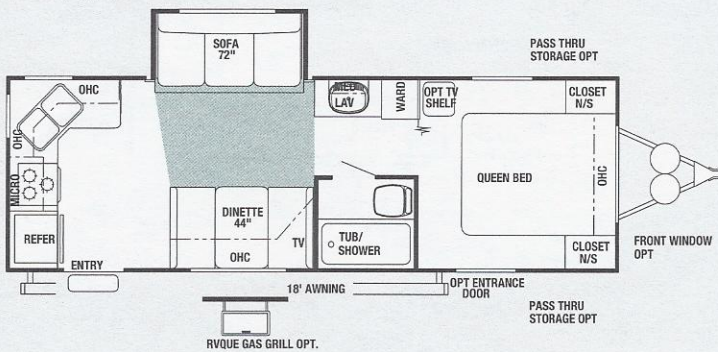 SOFA
72"
PASS THRU
STORAGE OPT
OHC
MED
LAV
WARD
OPT TV
SHELF
CLOSET
N/S
OHC
MICRO
QUEEN BED
OHC
DINETTE
44"
REFER
OHC
TV
TUB/
SHOWER
CLOSET
N/S
FRONT WINDOW
OPT
ENTRY
18' AWNING
OPT ENTRANCE
DOOR
PASS THRU
STORAGE OPT
RVQUE GAS GRILL OPT.